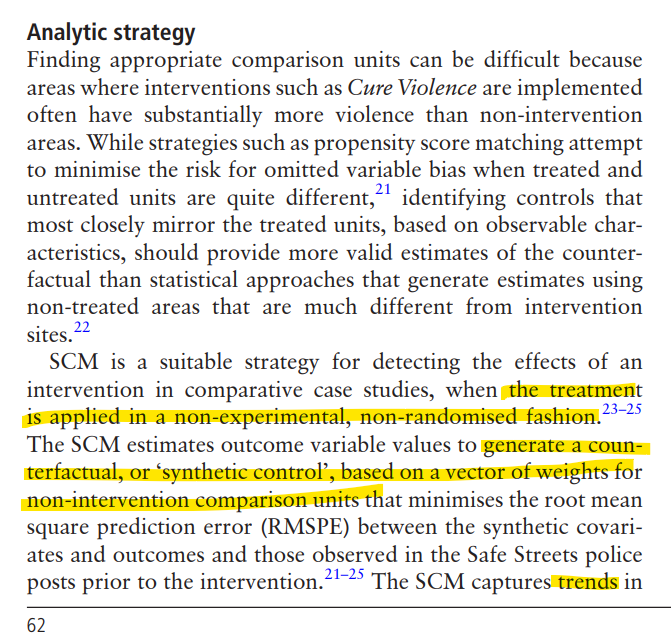 Analytic strategy
Finding appropriate comparison units can be difficult because
areas where interventions such as Cure Violence are implemented
often have substantially more violence than non-intervention
areas. While strategies such as propensity score matching attempt
to minimise the risk for omitted variable bias when treated and
untreated units are quite different,21 identifying controls that
most closely mirror the treated units, based on observable char-
acteristics, should provide more valid estimates of the counter-
factual than statistical approaches that generate estimates using
non-treated areas that are much different from intervention
sites.22
SCM is a suitable strategy for detecting the effects of an
intervention in comparative case studies, when the treatment
is applied in a non-experimental, non-randomised fashion.23–25
The SCM estimates outcome variable values to generate a coun-
terfactual, or ‘synthetic control’, based on a vector of weights for
non-intervention comparison units that minimises the root mean
square prediction error (RMSPE) between the synthetic covari-
ates and outcomes and those observed in the Safe Streets police
posts prior to the intervention.21–25 The SCM captures trends in
62